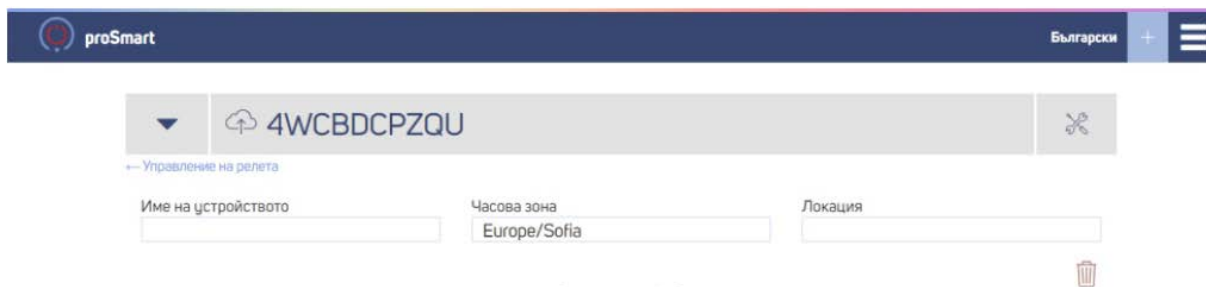 proSmart
Български +
4WCBDCPZQU
← Управление на релета
Име на устройството
Часова зона
Локация
Europe/Sofia